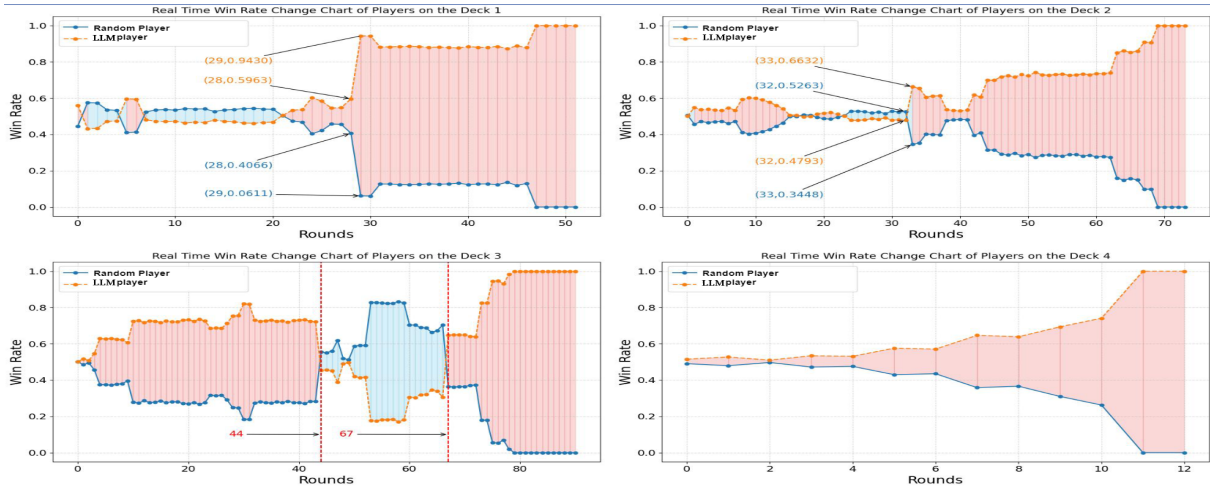 Real Time Win Rate Change Chart of Players on the Deck 1
Random Player
LLMplayer
(29,0.9430)
(28,0.5963)
(28,0.4066)
(29,0.0611)
Win Rate
1.0
0.8
0.6
0.4
0.2
0.0
0 10 20 30 40 50
Rounds
Real Time Win Rate Change Chart of Players on the Deck 2
Random Player
LLMplayer
(33,0.6632)
(32,0.5263)
(32,0.4793)
(33,0.3448)
Win Rate
1.0
0.8
0.6
0.4
0.2
0.0
0 10 20 30 40 50 60 70
Rounds
Real Time Win Rate Change Chart of Players on the Deck 3
Random Player
LLMplayer
44
67
Win Rate
1.0
0.8
0.6
0.4
0.2
0.0
0 20 40 60 80
Rounds
Real Time Win Rate Change Chart of Players on the Deck 4
Random Player
LLMplayer
Win Rate
1.0
0.8
0.6
0.4
0.2
0.0
0 2 4 6 8 10 12
Rounds